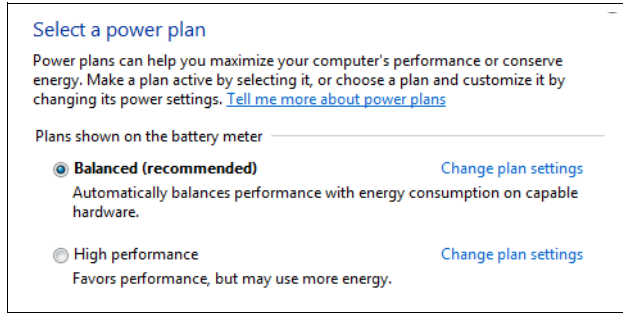 Select a power plan
Power plans can help you maximize your computer's performance or conserve
energy. Make a plan active by selecting it, or choose a plan and customize it by
changing its power settings. Tell me more about power plans
Plans shown on the battery meter
Balanced (recommended) Change plan settings
Automatically balances performance with energy consumption on capable
hardware.
High performance Change plan settings
Favors performance, but may use more energy.